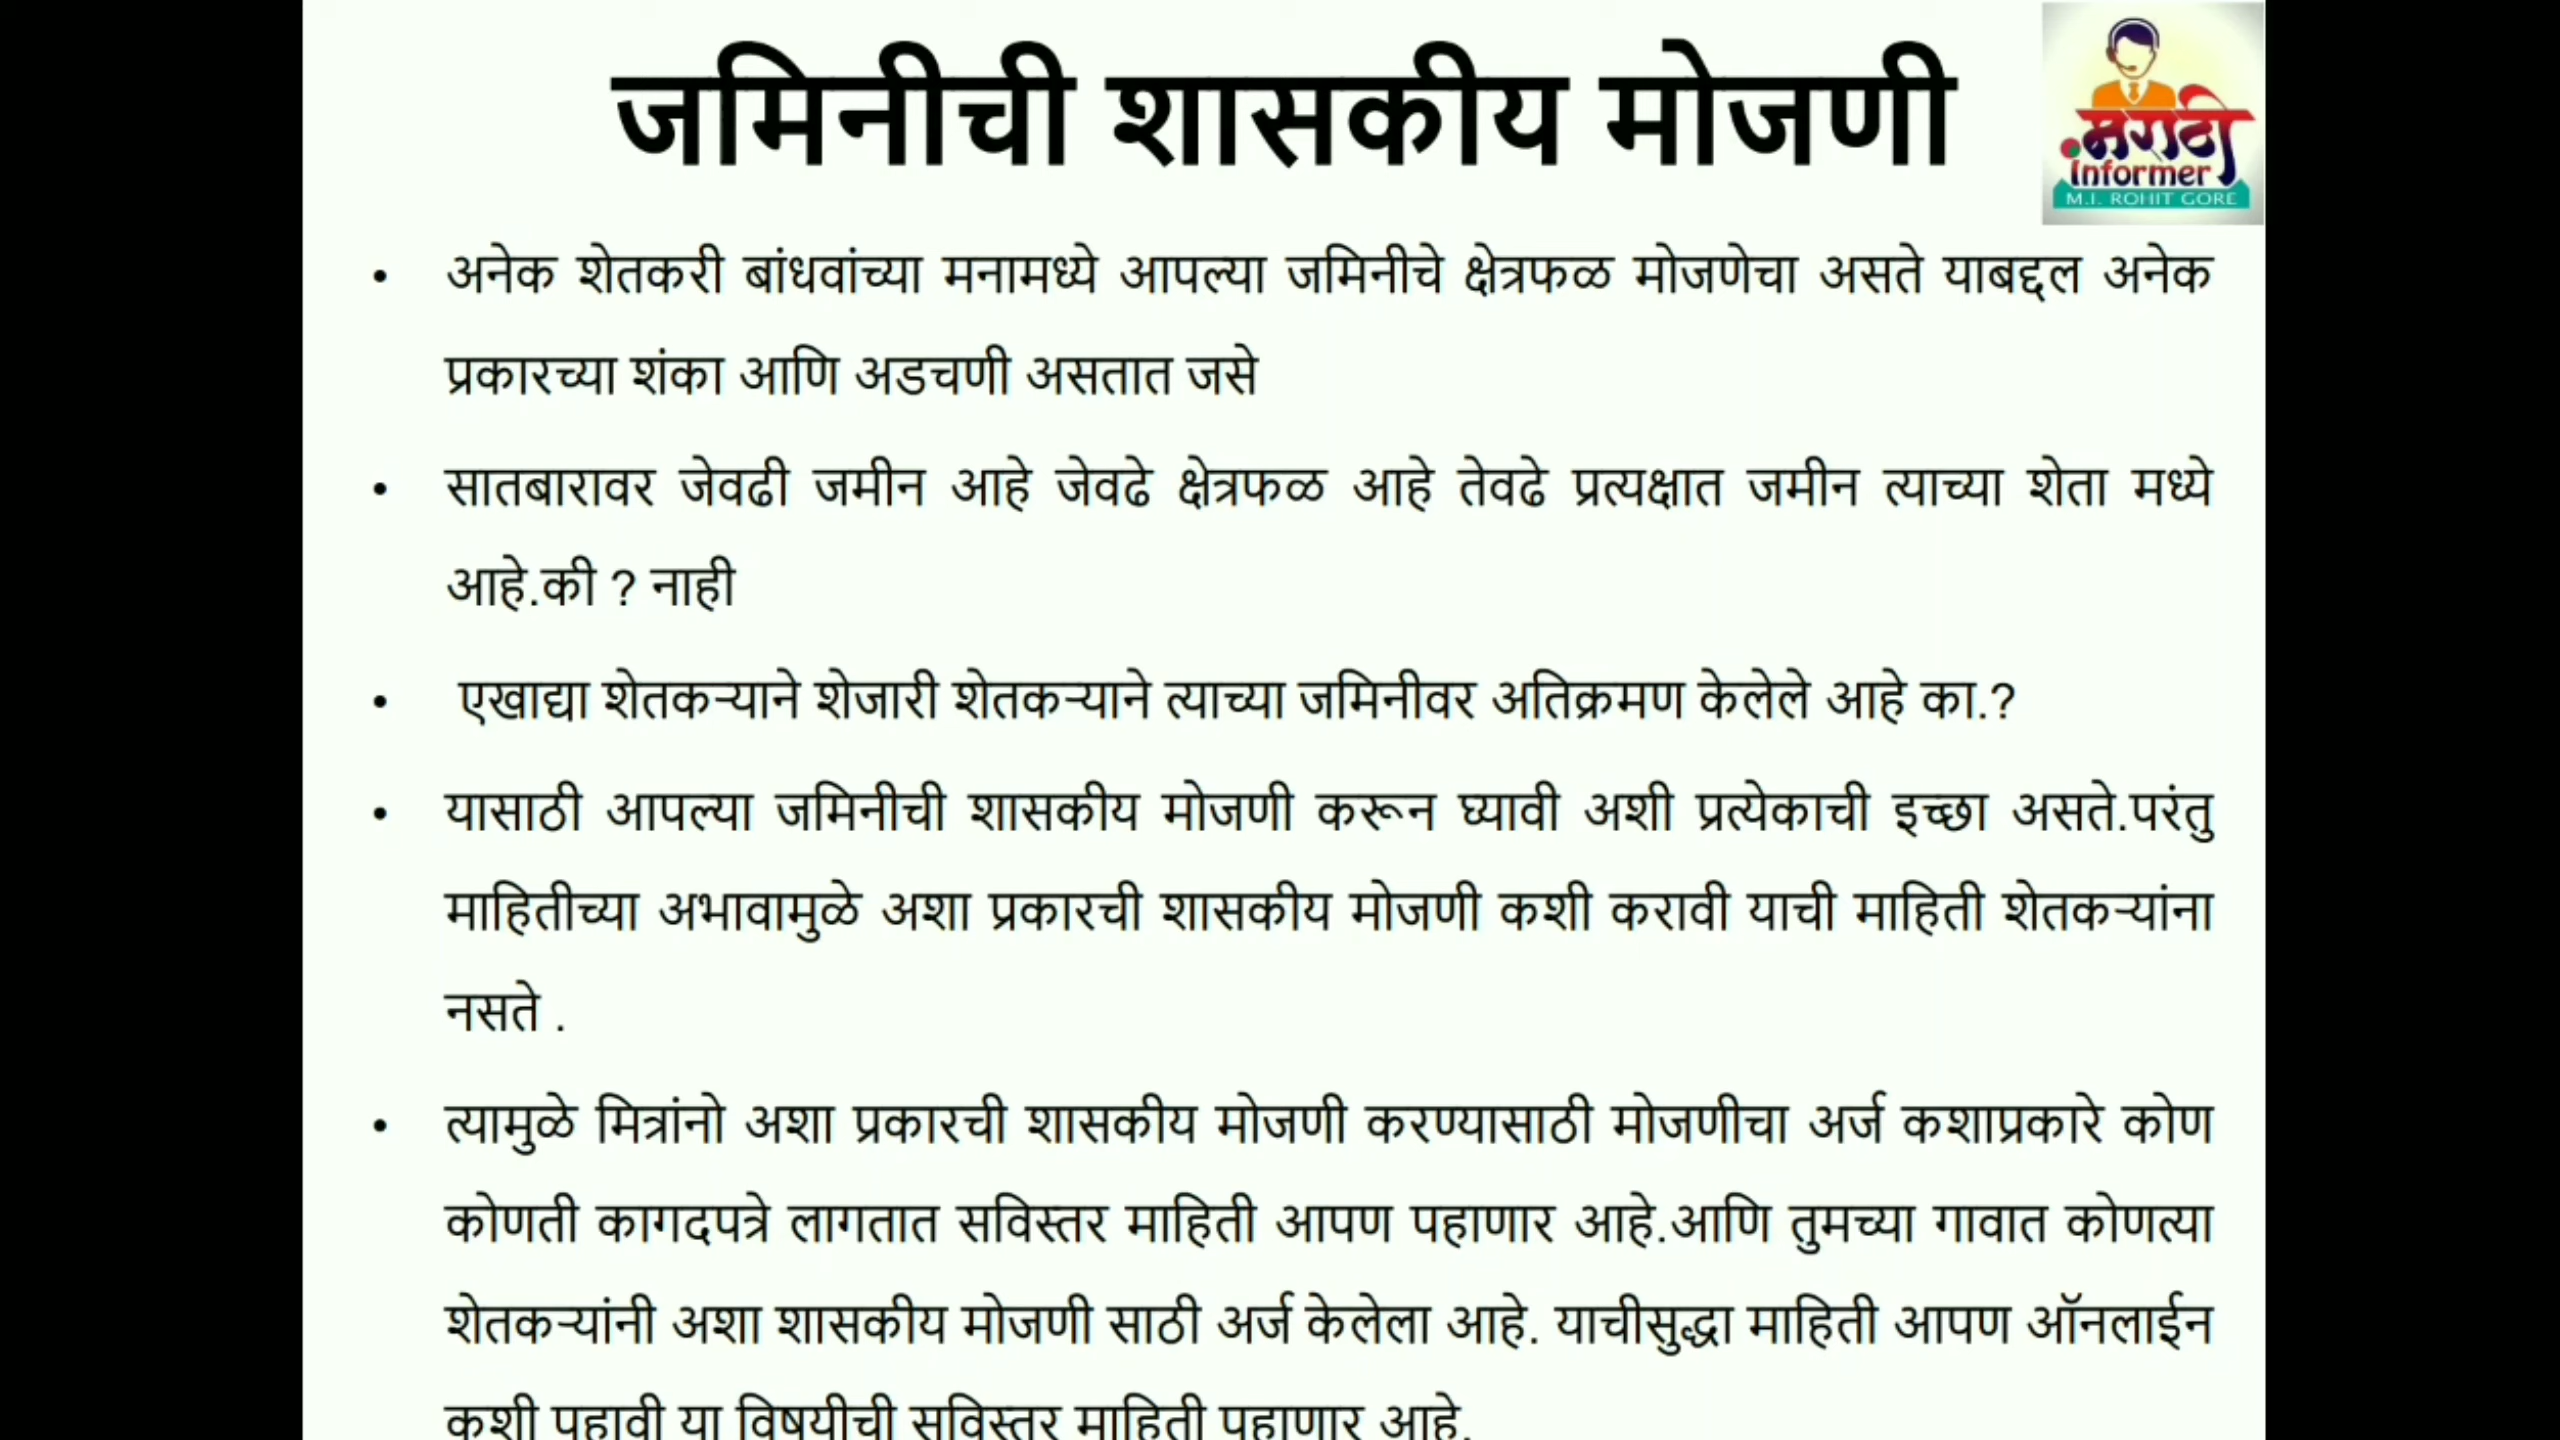 जमिनीची शासकीय मोजणी
मराठी
informer
M.I. ROHIT GORE
• अनेक शेतकरी बांधवांच्या मनामध्ये आपल्या जमिनीचे क्षेत्रफळ मोजणेचा असते याबद्दल अनेक
प्रकारच्या शंका आणि अडचणी असतात जसे
• सातबारावर जेवढी जमीन आहे जेवढे क्षेत्रफळ आहे तेवढे प्रत्यक्षात जमीन त्याच्या शेता मध्ये
आहे.की ? नाही
• एखाद्या शेतकऱ्याने शेजारी शेतकऱ्याने त्याच्या जमिनीवर अतिक्रमण केलेले आहे का.?
• यासाठी आपल्या जमिनीची शासकीय मोजणी करून घ्यावी अशी प्रत्येकाची इच्छा असते.परंतु
माहितीच्या अभावामुळे अशा प्रकारची शासकीय मोजणी कशी करावी याची माहिती शेतकऱ्यांना
नसते .
• त्यामुळे मित्रांनो अशा प्रकारची शासकीय मोजणी करण्यासाठी मोजणीचा अर्ज कशाप्रकारे कोण
कोणती कागदपत्रे लागतात सविस्तर माहिती आपण पहाणार आहे.आणि तुमच्या गावात कोणत्या
शेतकऱ्यांनी अशा शासकीय मोजणी साठी अर्ज केलेला आहे. याचीसुद्धा माहिती आपण ऑनलाईन
कशी पहावी या विषयीची सविस्तर माहिती पहाणार आहे.